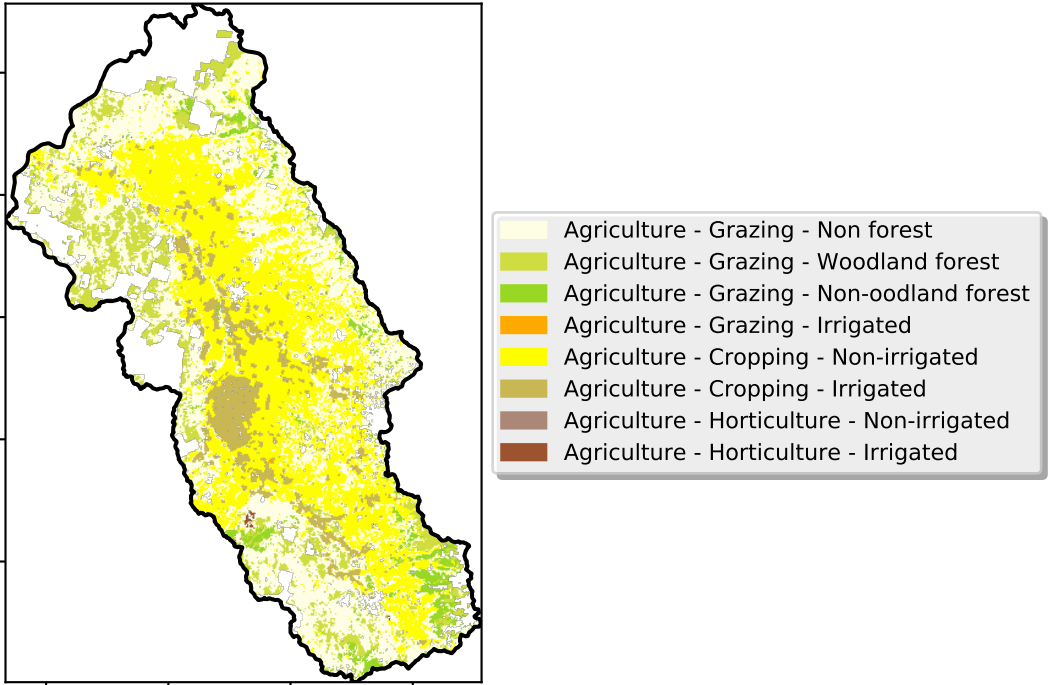 Agriculture - Grazing - Non forest
Agriculture - Grazing - Woodland forest
Agriculture - Grazing - Non-oodland forest
Agriculture - Grazing - Irrigated
Agriculture - Cropping - Non-irrigated
Agriculture - Cropping - Irrigated
Agriculture - Horticulture - Non-irrigated
Agriculture - Horticulture - Irrigated